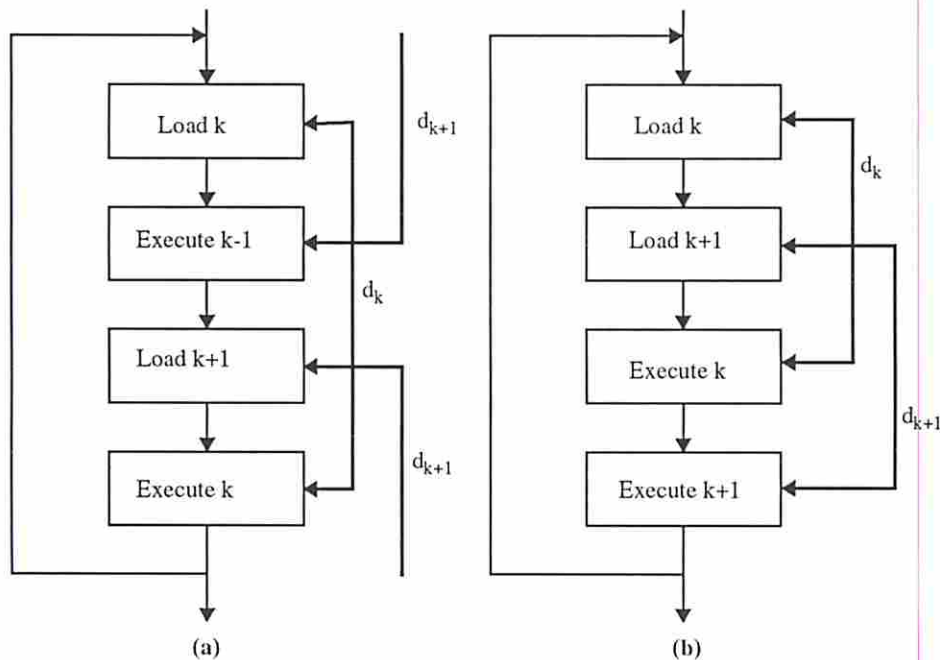 Load k
d_{k+1}
Execute k-1
d_k
Load k+1
Execute k
d_{k+1}
(a)
Load k
d_k
Load k+1
Execute k
d_{k+1}
Execute k+1
(b)